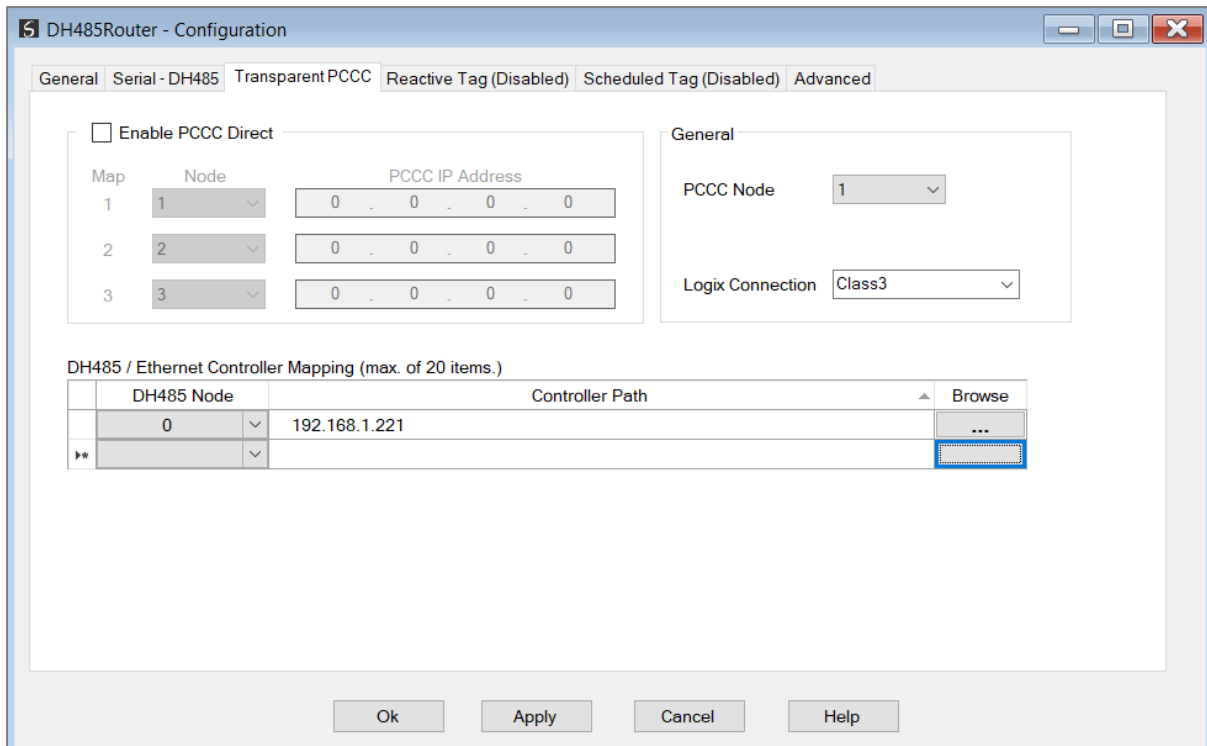 DH485Router - Configuration
General Serial - DH485 Transparent PCCC Reactive Tag (Disabled) Scheduled Tag (Disabled) Advanced
Enable PCCC Direct
Map Node PCCC IP Address
1 1 0 . 0 . 0 . 0
2 2 0 . 0 . 0 . 0
3 3 0 . 0 . 0 . 0
General
PCCC Node 1
Logix Connection Class3
DH485 / Ethernet Controller Mapping (max. of 20 items.)
DH485 Node Controller Path Browse
0 192.168.1.221 ...
Ok Apply Cancel Help